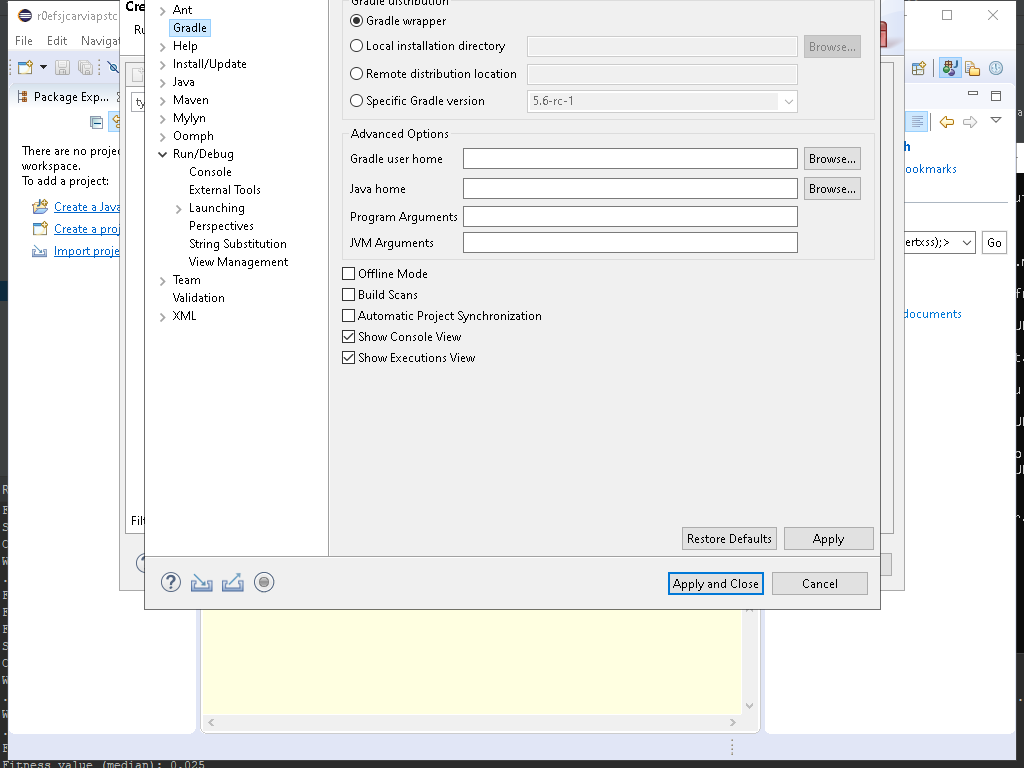 r0efsjcarviapstc
File Edit Navigat
Package Exp...
There are no projec
workspace.
To add a project:
Create a Java
Create a proj
Import proje
Cre
Ru
ty
Filt
Ant
Gradle
Help
Install/Update
Java
Maven
Mylyn
Oomph
Run/Debug
Console
External Tools
Launching
Perspectives
String Substitution
View Management
Team
Validation
XML
Gradle distribution
Gradle wrapper
Local installation directory
Browse...
Remote distribution location
Specific Gradle version
5.6-rc-1
Advanced Options
Gradle user home
Browse...
Java home
Browse...
Program Arguments
JVM Arguments
Offline Mode
Build Scans
Automatic Project Synchronization
Show Console View
Show Executions View
Restore Defaults
Apply
Apply and Close
Cancel
h
ookmarks
ertxss);>
Go
documents
Fitness value (median): 0.025